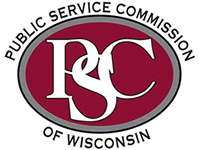 PUBLIC SERVICE COMMISSION
PSC
OF WISCONSIN